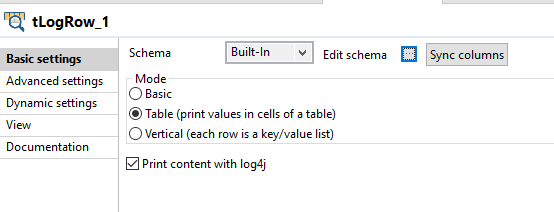 tLogRow_1
Basic settings
Advanced settings
Dynamic settings
View
Documentation
Schema Built-In Edit schema ... Sync columns
Mode
Basic
Table (print values in cells of a table)
Vertical (each row is a key/value list)
Print content with log4j